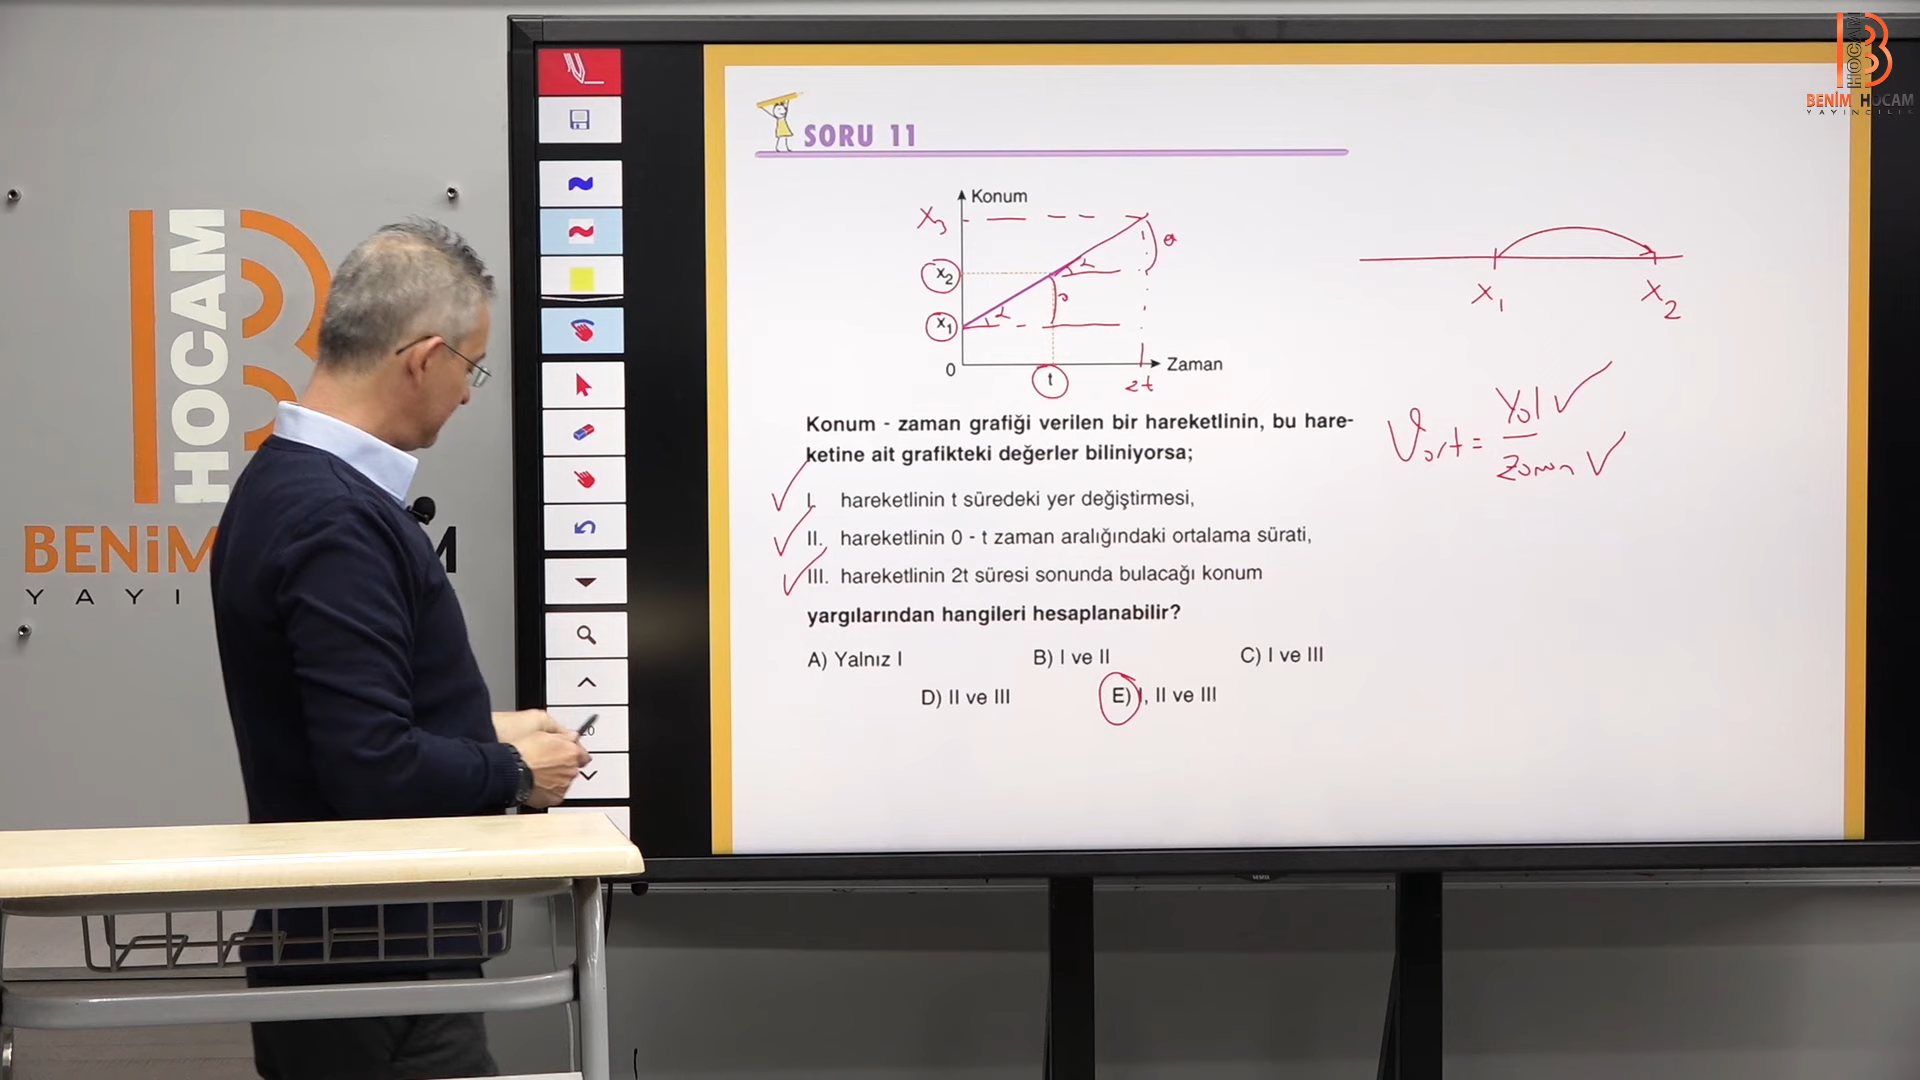 HOCAM
BENİM
YAYI
SORU 11
Konum
X3
x2
x1
0
t
2t
Zaman
α
α
a
Konum - zaman grafiği verilen bir hareketlinin, bu hare-
ketine ait grafikteki değerler biliniyorsa;
I. hareketlinin t süredeki yer değiştirmesi,
II. hareketlinin 0 - t zaman aralığındaki ortalama sürati,
III. hareketlinin 2t süresi sonunda bulacağı konum
yargılarından hangileri hesaplanabilir?
A) Yalnız I
B) I ve II
C) I ve III
D) II ve III
E) I, II ve III
X1
X2
Vort = Yol
Zaman
HOCAM
BENİM HOCAM
YAYINCILIK